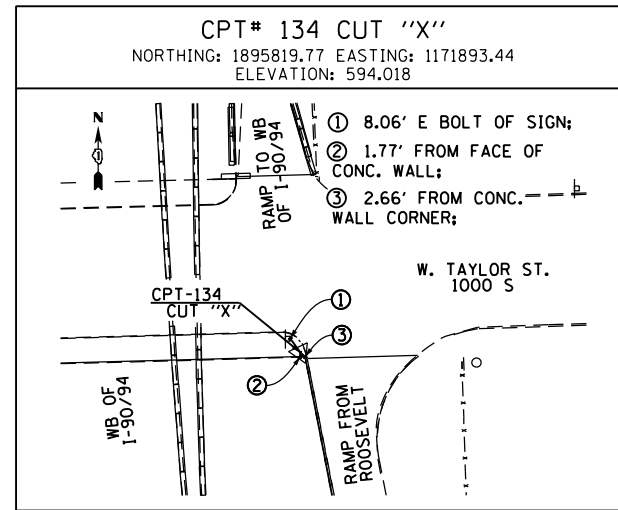 CPT# 134 CUT "X"
NORTHING: 1895819.77 EASTING: 1171893.44
ELEVATION: 594.018
N
RAMP TO WB
OF I-90/94
① 8.06' E BOLT OF SIGN;
② 1.77' FROM FACE OF
CONC. WALL;
③ 2.66' FROM CONC.
WALL CORNER;
W. TAYLOR ST.
1000 S
CPT-134
CUT "X"
①
③
②
WB OF
I-90/94
RAMP FROM
ROOSEVELT